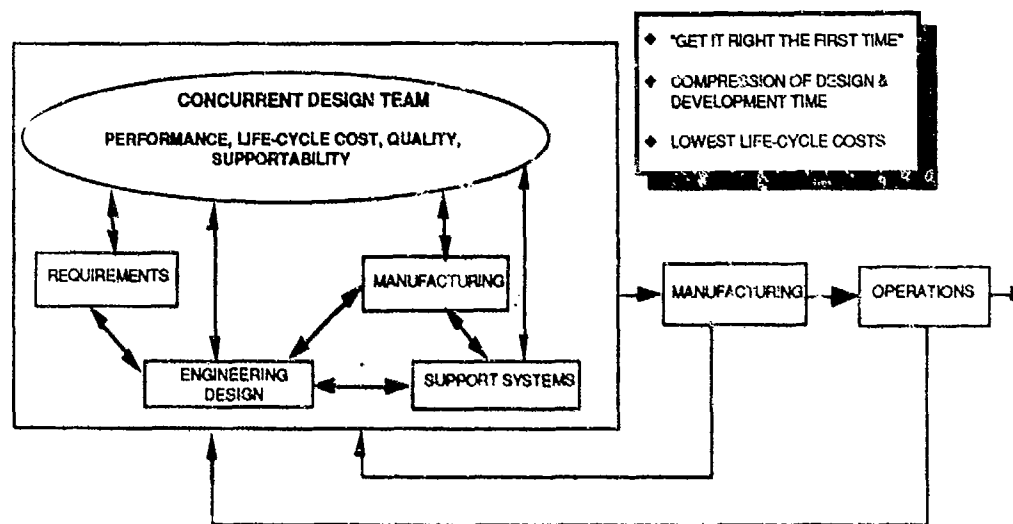 ◆ "GET IT RIGHT THE FIRST TIME"
◆ COMPRESSION OF DESIGN &
DEVELOPMENT TIME
◆ LOWEST LIFE-CYCLE COSTS
CONCURRENT DESIGN TEAM
PERFORMANCE, LIFE-CYCLE COST, QUALITY,
SUPPORTABILITY
REQUIREMENTS
MANUFACTURING
ENGINEERING
DESIGN
SUPPORT SYSTEMS
MANUFACTURING
OPERATIONS